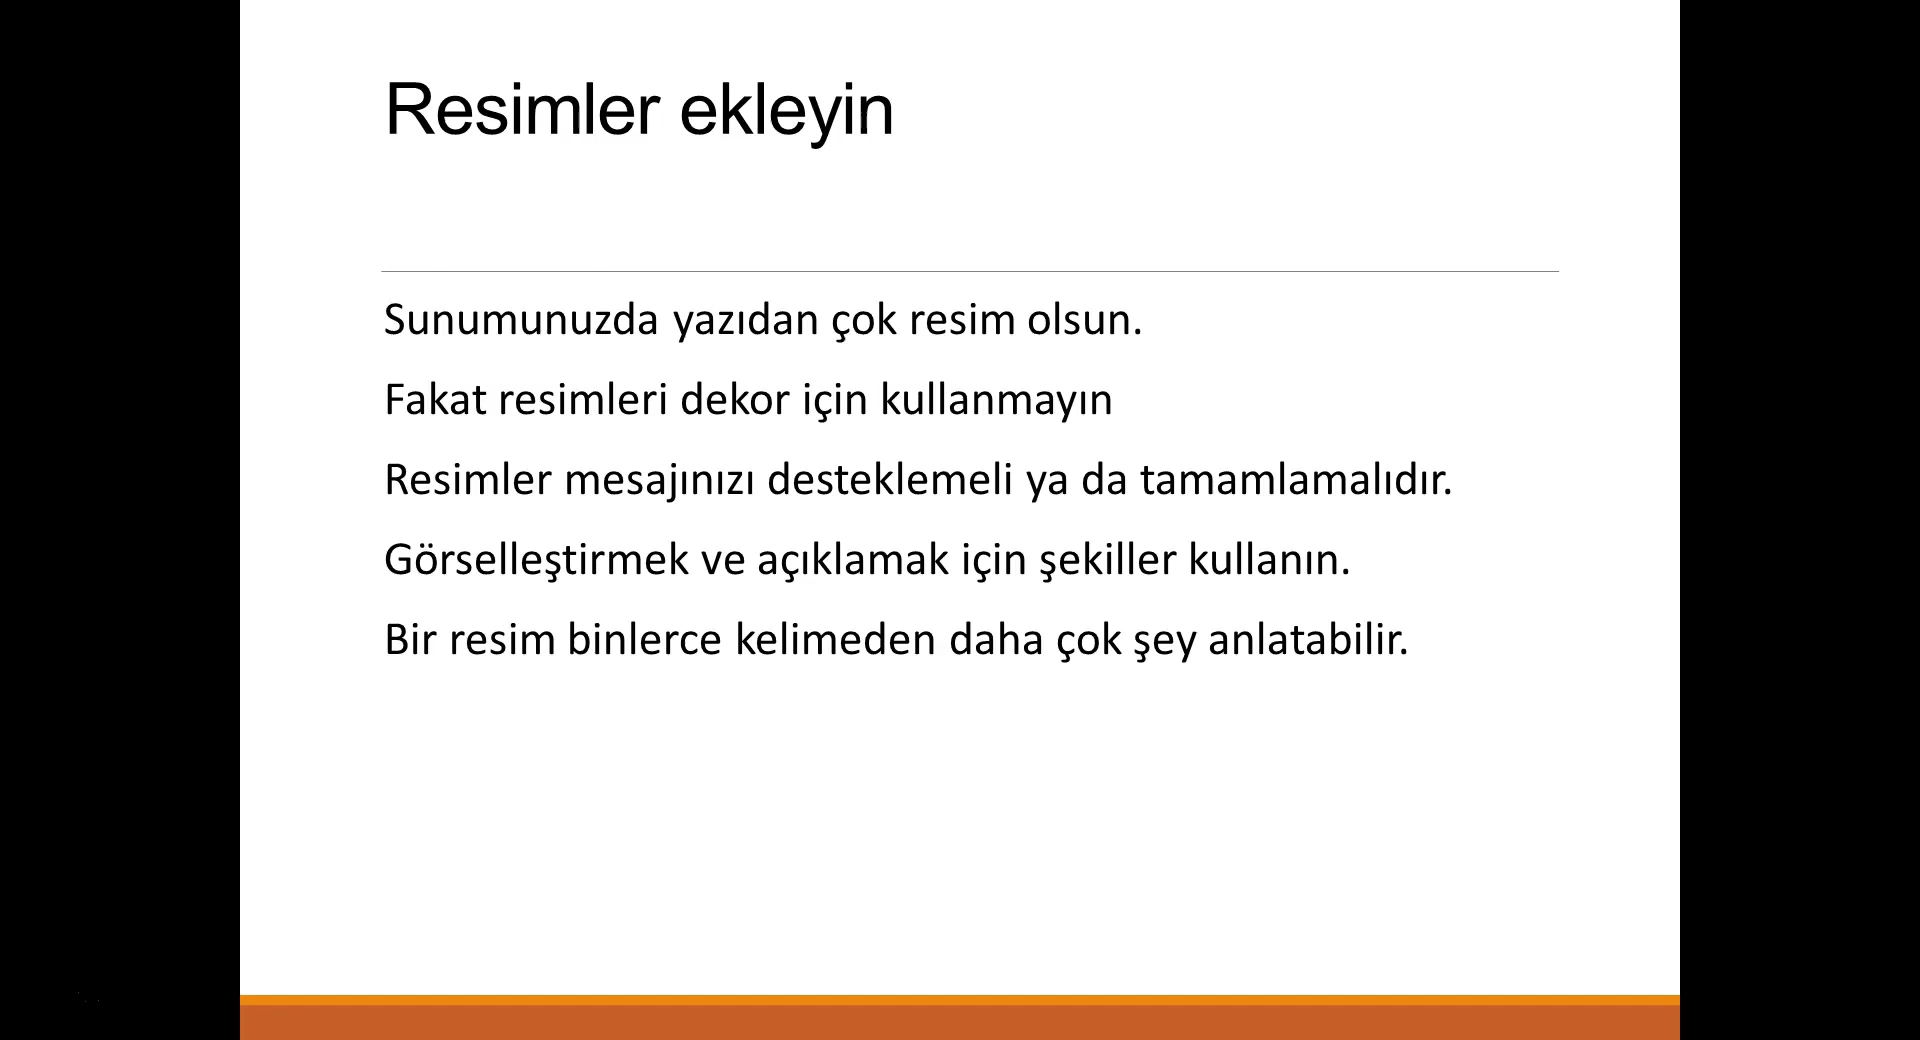 Resimler ekleyin
Sunumunuzda yazıdan çok resim olsun.
Fakat resimleri dekor için kullanmayın
Resimler mesajınızı desteklemeli ya da tamamlamalıdır.
Görselleştirmek ve açıklamak için şekiller kullanın.
Bir resim binlerce kelimeden daha çok şey anlatabilir.